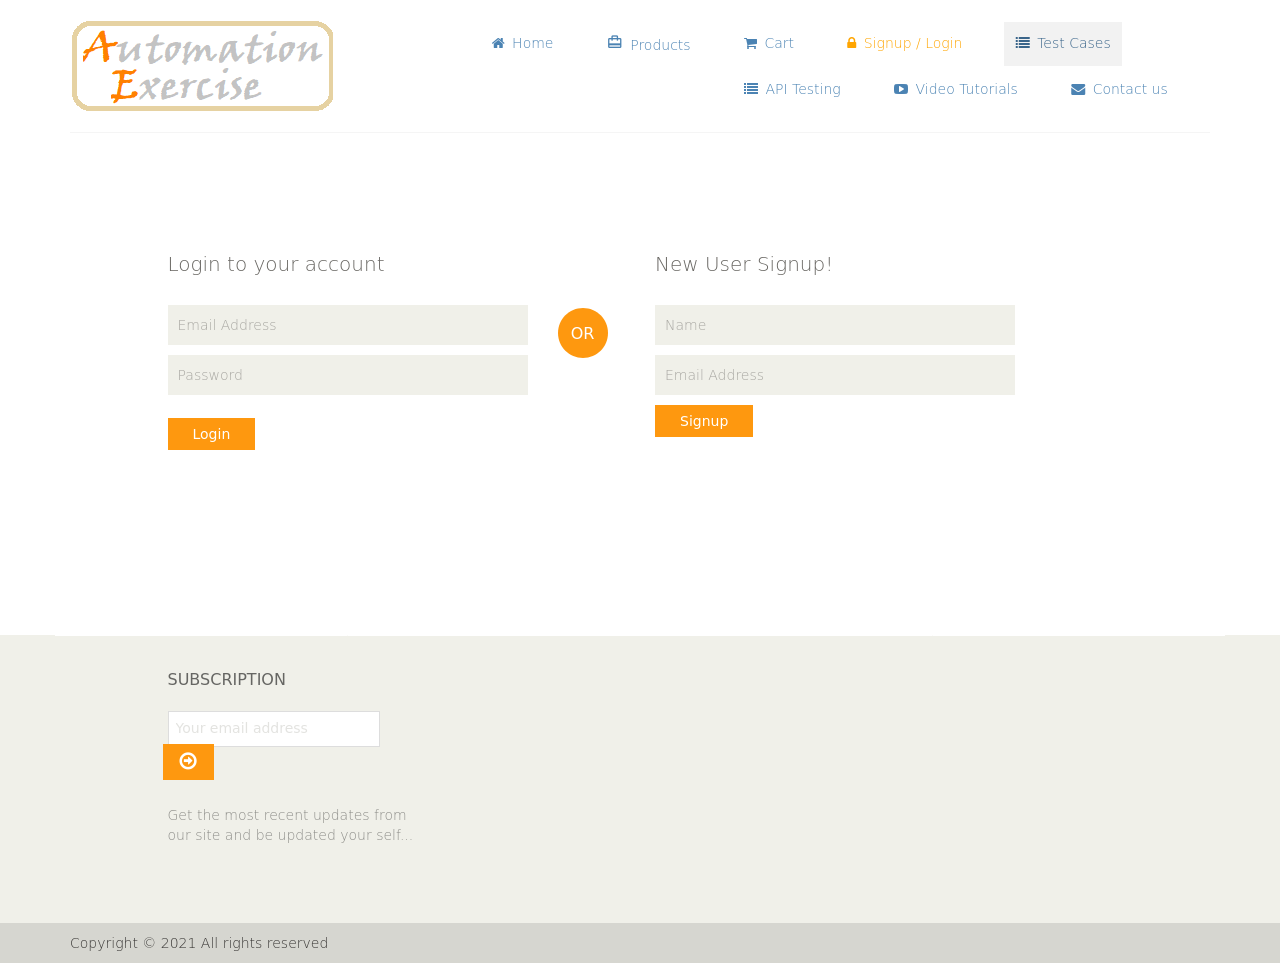 Automation
Exercise
Home
Products
Cart
Signup / Login
Test Cases
API Testing
Video Tutorials
Contact us
Login to your account
Email Address
Password
Login
OR
New User Signup!
Name
Email Address
Signup
SUBSCRIPTION
Your email address
Get the most recent updates from
our site and be updated your self...
Copyright © 2021 All rights reserved